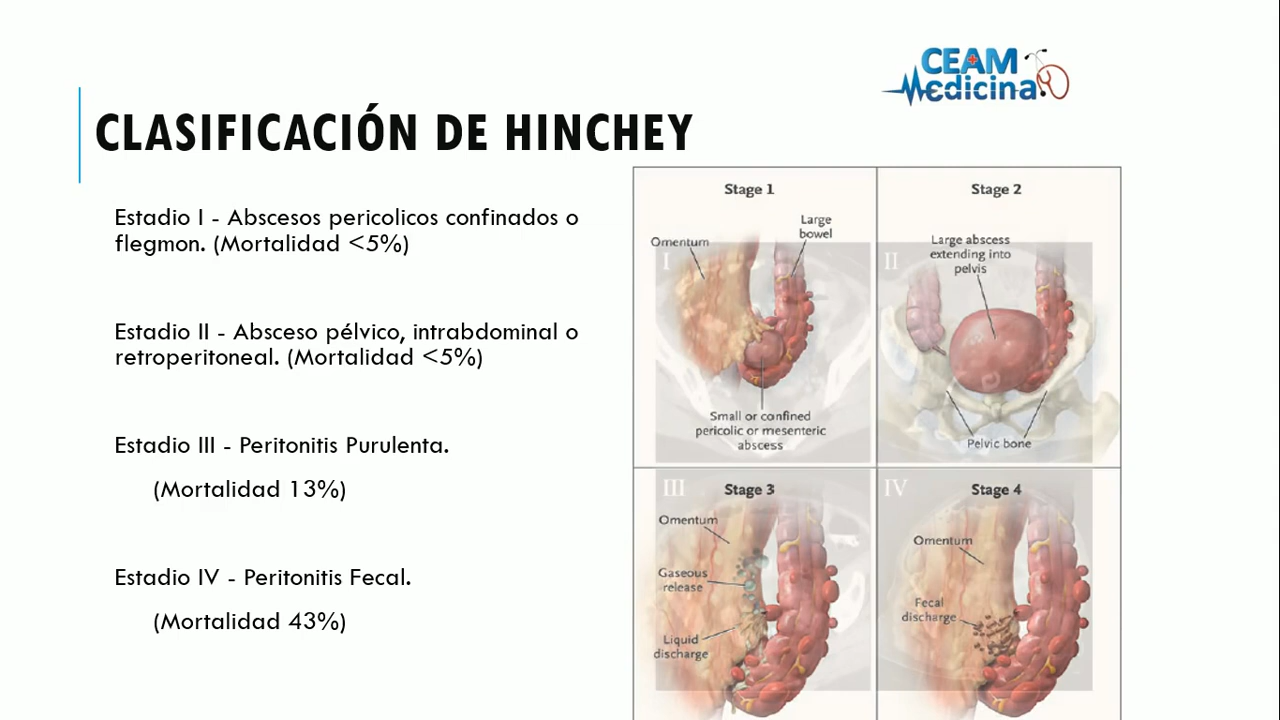 CEAM
Medicina
CLASIFICACIÓN DE HINCHEY
Estadio I - Abscesos pericolicos confinados o
flegmon. (Mortalidad <5%)
Estadio II - Absceso pélvico, intrabdominal o
retroperitoneal. (Mortalidad <5%)
Estadio III - Peritonitis Purulenta.
(Mortalidad 13%)
Estadio IV - Peritonitis Fecal.
(Mortalidad 43%)
Stage 1
Large
bowel
Omentum
I
Small or confined
pericolic or mesenteric
abscess
Stage 2
Large abscess
extending into
pelvis
II
Pelvic bone
III
Stage 3
Omentum
Gaseous
release
Liquid
discharge
IV
Stage 4
Omentum
Fecal
discharge